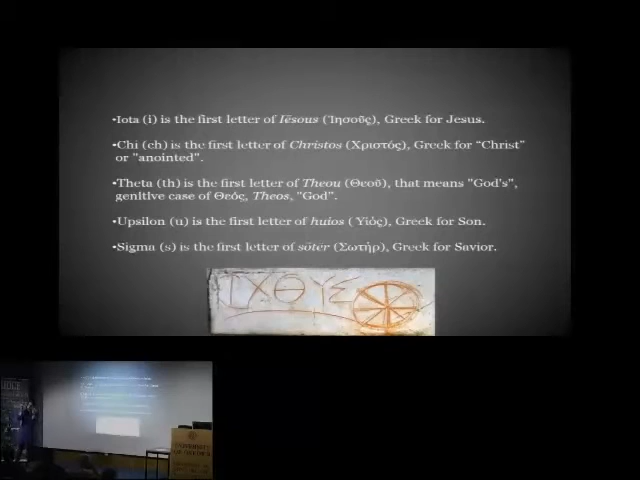 •Iota (i) is the first letter of Iēsous (Ἰησοῦς), Greek for Jesus.
•Chi (ch) is the first letter of Christos (Χριστός), Greek for "Christ"
or "anointed".
•Theta (th) is the first letter of Theou (Θεοῦ), that means "God's",
genitive case of Θεός, Theos, "God".
•Upsilon (u) is the first letter of huios (Υἱός), Greek for Son.
•Sigma (s) is the first letter of sōtēr (Σωτήρ), Greek for Savior.
ΙΧΘΥΣ
UNIVERSITY